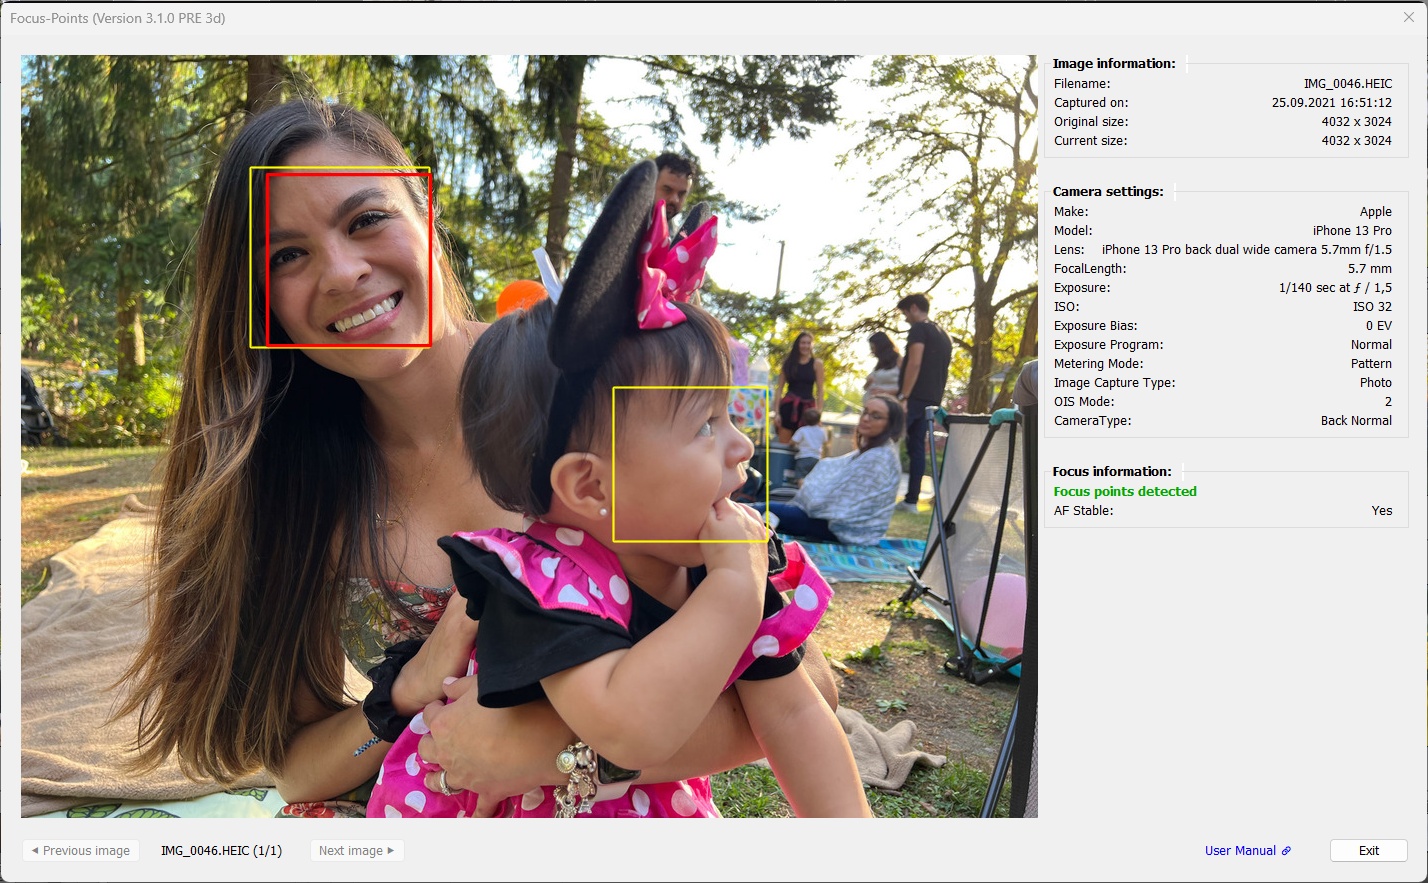 Focus-Points (Version 3.1.0 PRE 3d)
Image information:
Filename: IMG_0046.HEIC
Captured on: 25.09.2021 16:51:12
Original size: 4032 x 3024
Current size: 4032 x 3024
Camera settings:
Make: Apple
Model: iPhone 13 Pro
Lens: iPhone 13 Pro back dual wide camera 5.7mm f/1.5
FocalLength: 5.7 mm
Exposure: 1/140 sec at ƒ / 1,5
ISO: ISO 32
Exposure Bias: 0 EV
Exposure Program: Normal
Metering Mode: Pattern
Image Capture Type: Photo
OIS Mode: 2
CameraType: Back Normal
Focus information:
Focus points detected
AF Stable: Yes
Previous image IMG_0046.HEIC (1/1) Next image User Manual Exit